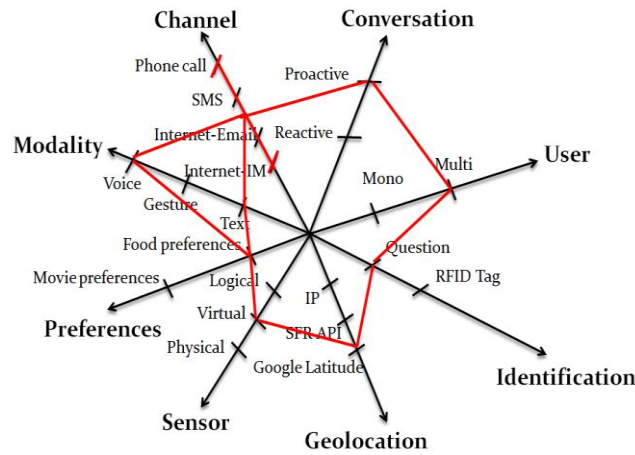 Channel
Conversation
Phone call
Proactive
SMS
Internet-Email
Reactive
Modality
User
Internet-IM
Multi
Voice
Mono
Gesture
Text
Food preferences
Question
Movie preferences
Logical
IP
RFID Tag
Preferences
Virtual
SFR API
Physical
Google Latitude
Identification
Sensor
Geolocation